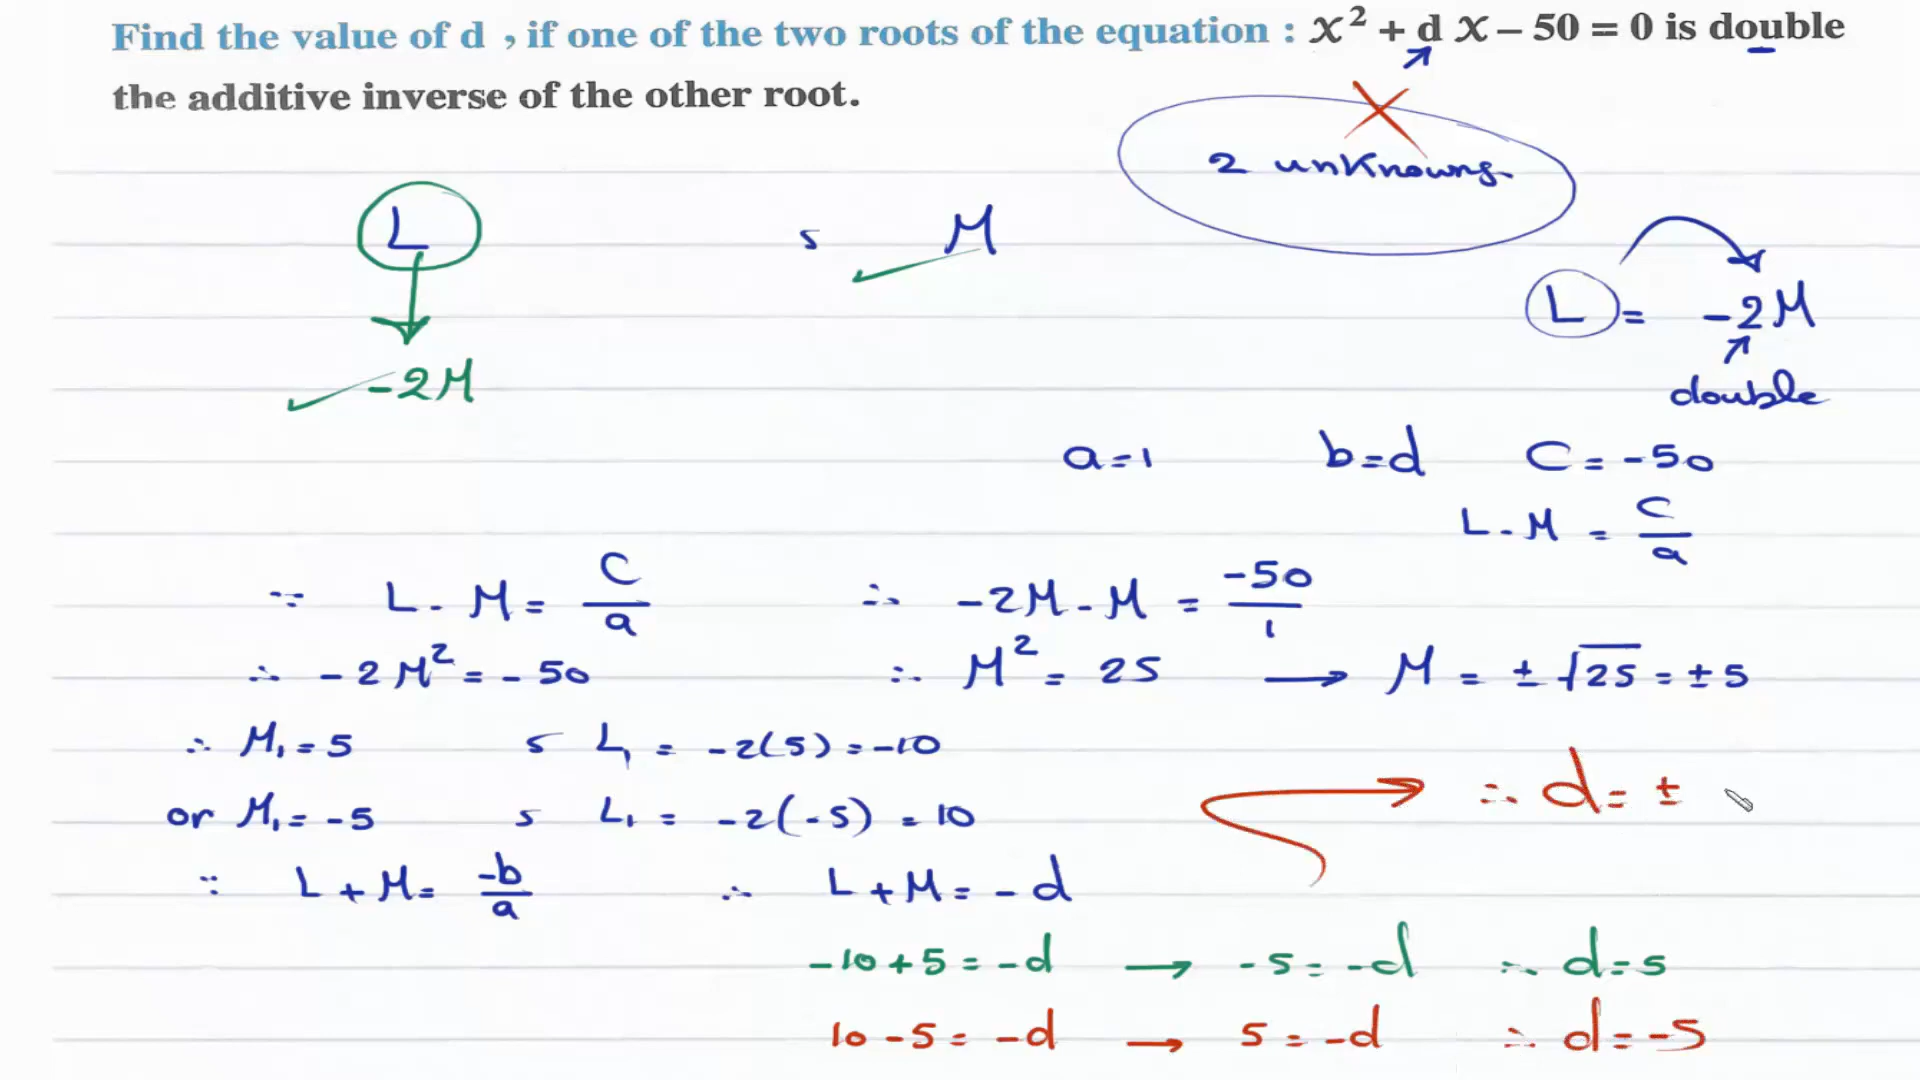 Find the value of d , if one of the two roots of the equation : x² + d x – 50 = 0 is double
the additive inverse of the other root.
2 unknowns.
L , M
L = -2M
-2M
double
a=1 b=d C=-50
L.M = C/a
∵ L.M = C/a ∴ -2M.M = -50/1
∴ -2M² = -50 ∴ M² = 25 → M = ±√25 = ±5
∴ M₁ = 5 , L₁ = -2(5) = -10
∴ d = ±
or M₁ = -5 , L₁ = -2(-5) = 10
∵ L + M = -b/a ∴ L + M = -d
-10+5 = -d → -5 = -d ∴ d = 5
10-5 = -d → 5 = -d ∴ d = -5